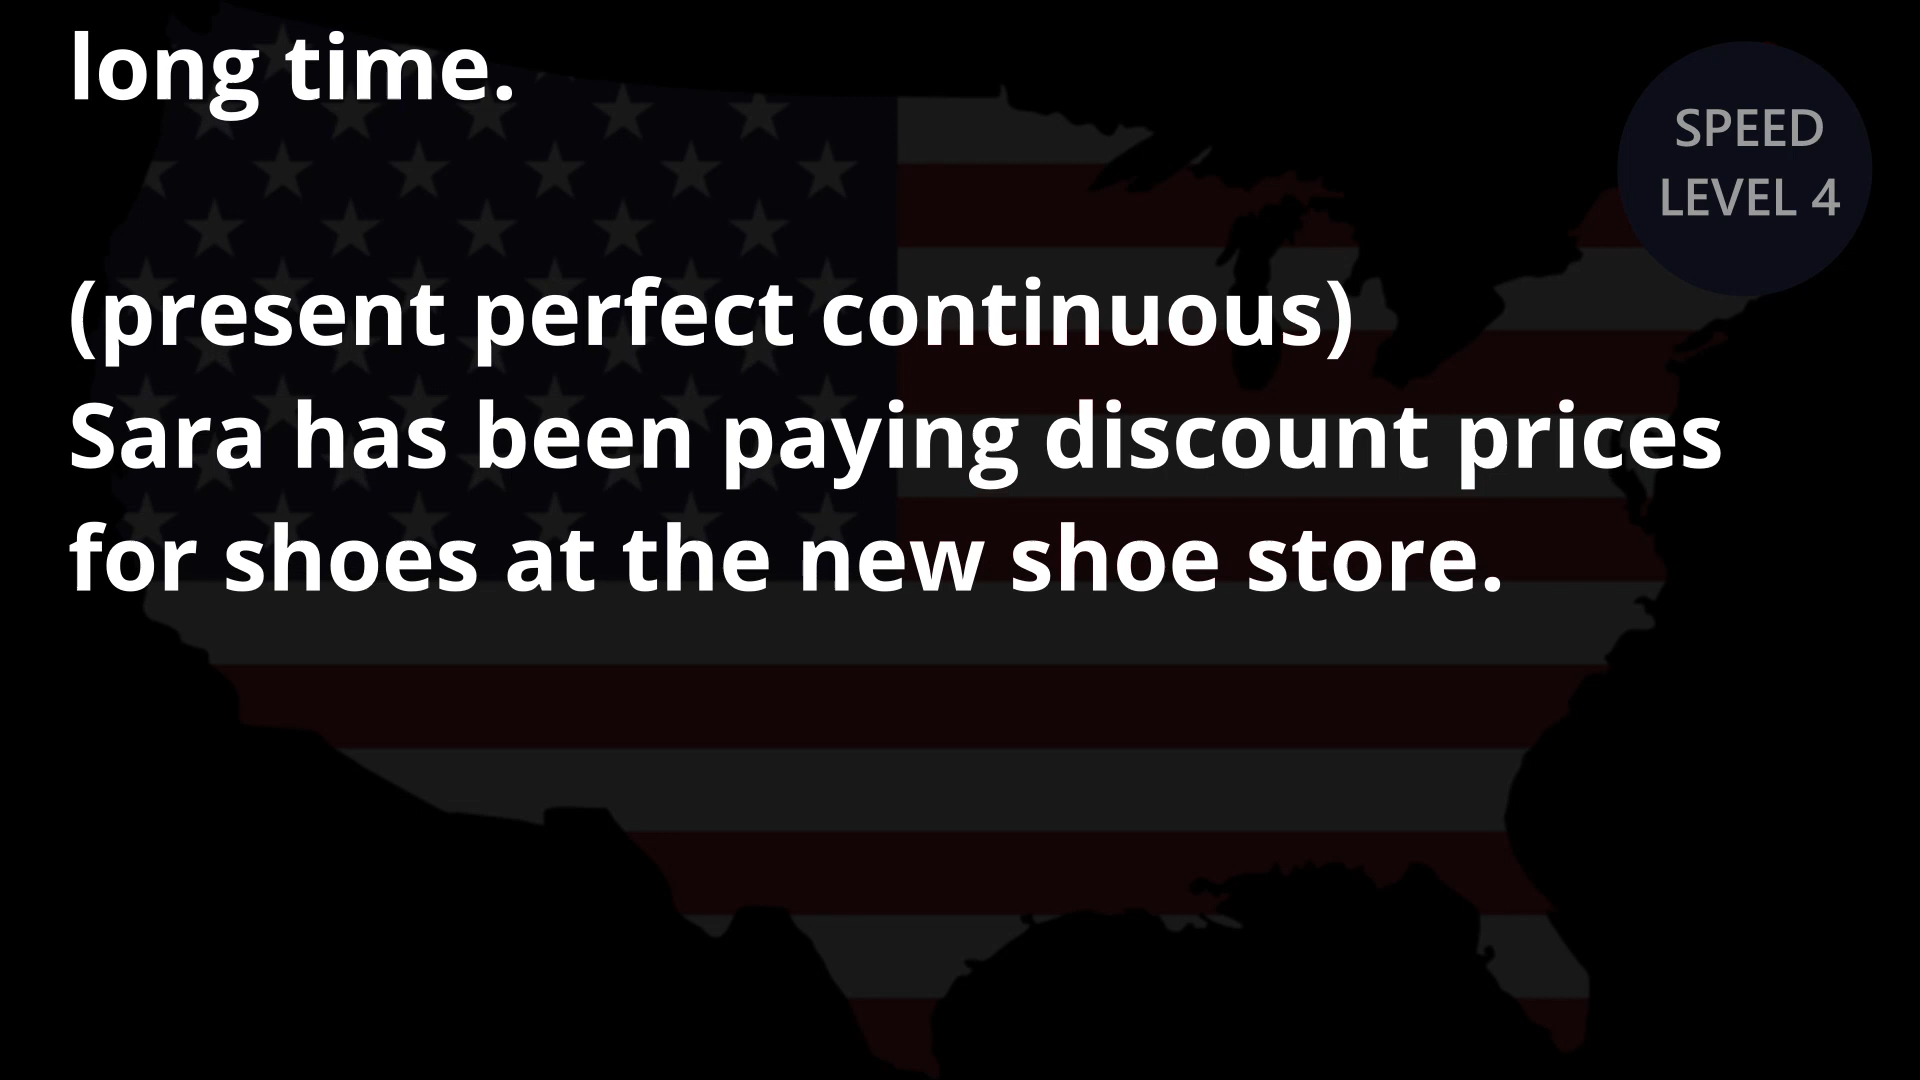 long time.
SPEED
LEVEL 4
(present perfect continuous)
Sara has been paying discount prices
for shoes at the new shoe store.